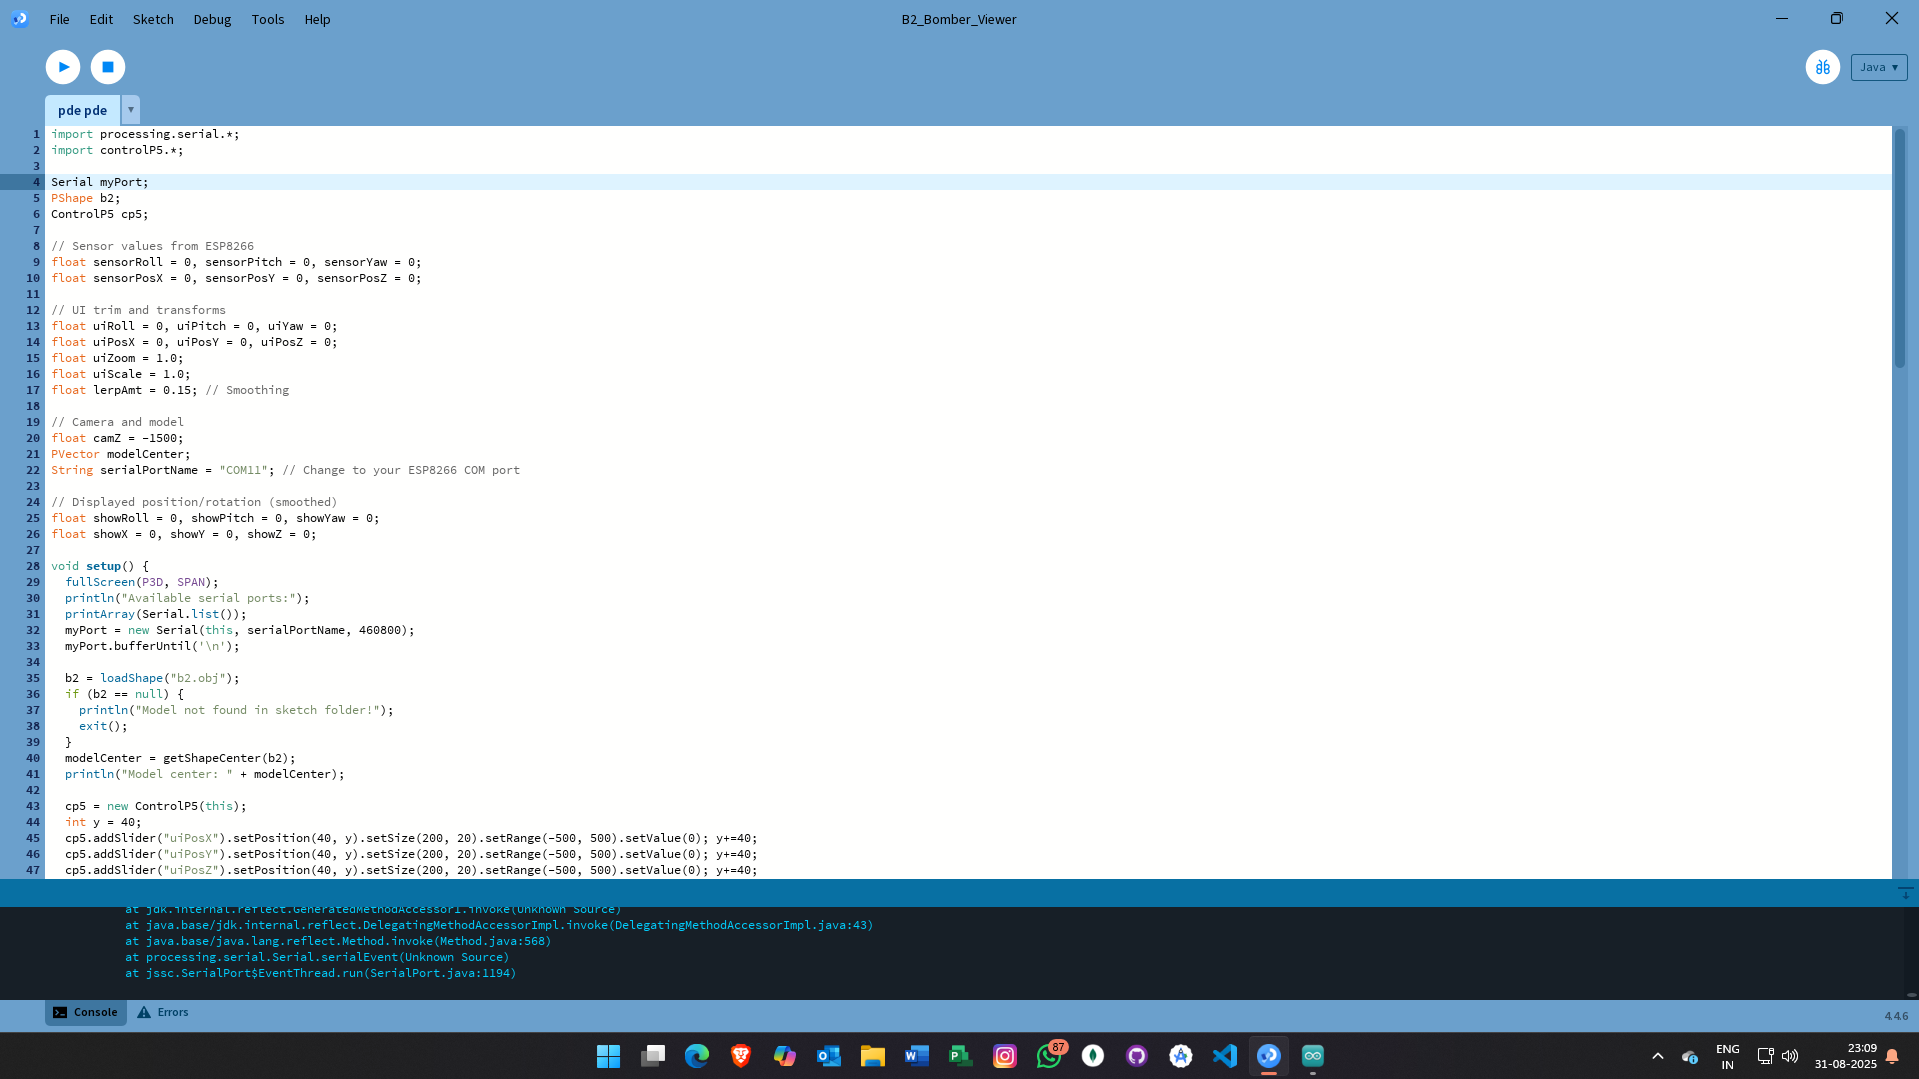 File Edit Sketch Debug Tools Help
B2_Bomber_Viewer
Java ▾
pde pde
1 import processing.serial.*;
2 import controlP5.*;
3
4 Serial myPort;
5 PShape b2;
6 ControlP5 cp5;
7
8 // Sensor values from ESP8266
9 float sensorRoll = 0, sensorPitch = 0, sensorYaw = 0;
10 float sensorPosX = 0, sensorPosY = 0, sensorPosZ = 0;
11
12 // UI trim and transforms
13 float uiRoll = 0, uiPitch = 0, uiYaw = 0;
14 float uiPosX = 0, uiPosY = 0, uiPosZ = 0;
15 float uiZoom = 1.0;
16 float uiScale = 1.0;
17 float lerpAmt = 0.15; // Smoothing
18
19 // Camera and model
20 float camZ = -1500;
21 PVector modelCenter;
22 String serialPortName = "COM11"; // Change to your ESP8266 COM port
23
24 // Displayed position/rotation (smoothed)
25 float showRoll = 0, showPitch = 0, showYaw = 0;
26 float showX = 0, showY = 0, showZ = 0;
27
28 void setup() {
29   fullScreen(P3D, SPAN);
30   println("Available serial ports:");
31   printArray(Serial.list());
32   myPort = new Serial(this, serialPortName, 460800);
33   myPort.bufferUntil('\n');
34
35   b2 = loadShape("b2.obj");
36   if (b2 == null) {
37     println("Model not found in sketch folder!");
38     exit();
39   }
40   modelCenter = getShapeCenter(b2);
41   println("Model center: " + modelCenter);
42
43   cp5 = new ControlP5(this);
44   int y = 40;
45   cp5.addSlider("uiPosX").setPosition(40, y).setSize(200, 20).setRange(-500, 500).setValue(0); y+=40;
46   cp5.addSlider("uiPosY").setPosition(40, y).setSize(200, 20).setRange(-500, 500).setValue(0); y+=40;
47   cp5.addSlider("uiPosZ").setPosition(40, y).setSize(200, 20).setRange(-500, 500).setValue(0); y+=40;
at jdk.internal.reflect.GeneratedMethodAccessor1.invoke(Unknown Source)
at java.base/jdk.internal.reflect.DelegatingMethodAccessorImpl.invoke(DelegatingMethodAccessorImpl.java:43)
at java.base/java.lang.reflect.Method.invoke(Method.java:568)
at processing.serial.Serial.serialEvent(Unknown Source)
at jssc.SerialPort$EventThread.run(SerialPort.java:1194)
Console Errors
4.4.6
87
ENG
IN
23:09
31-08-2025